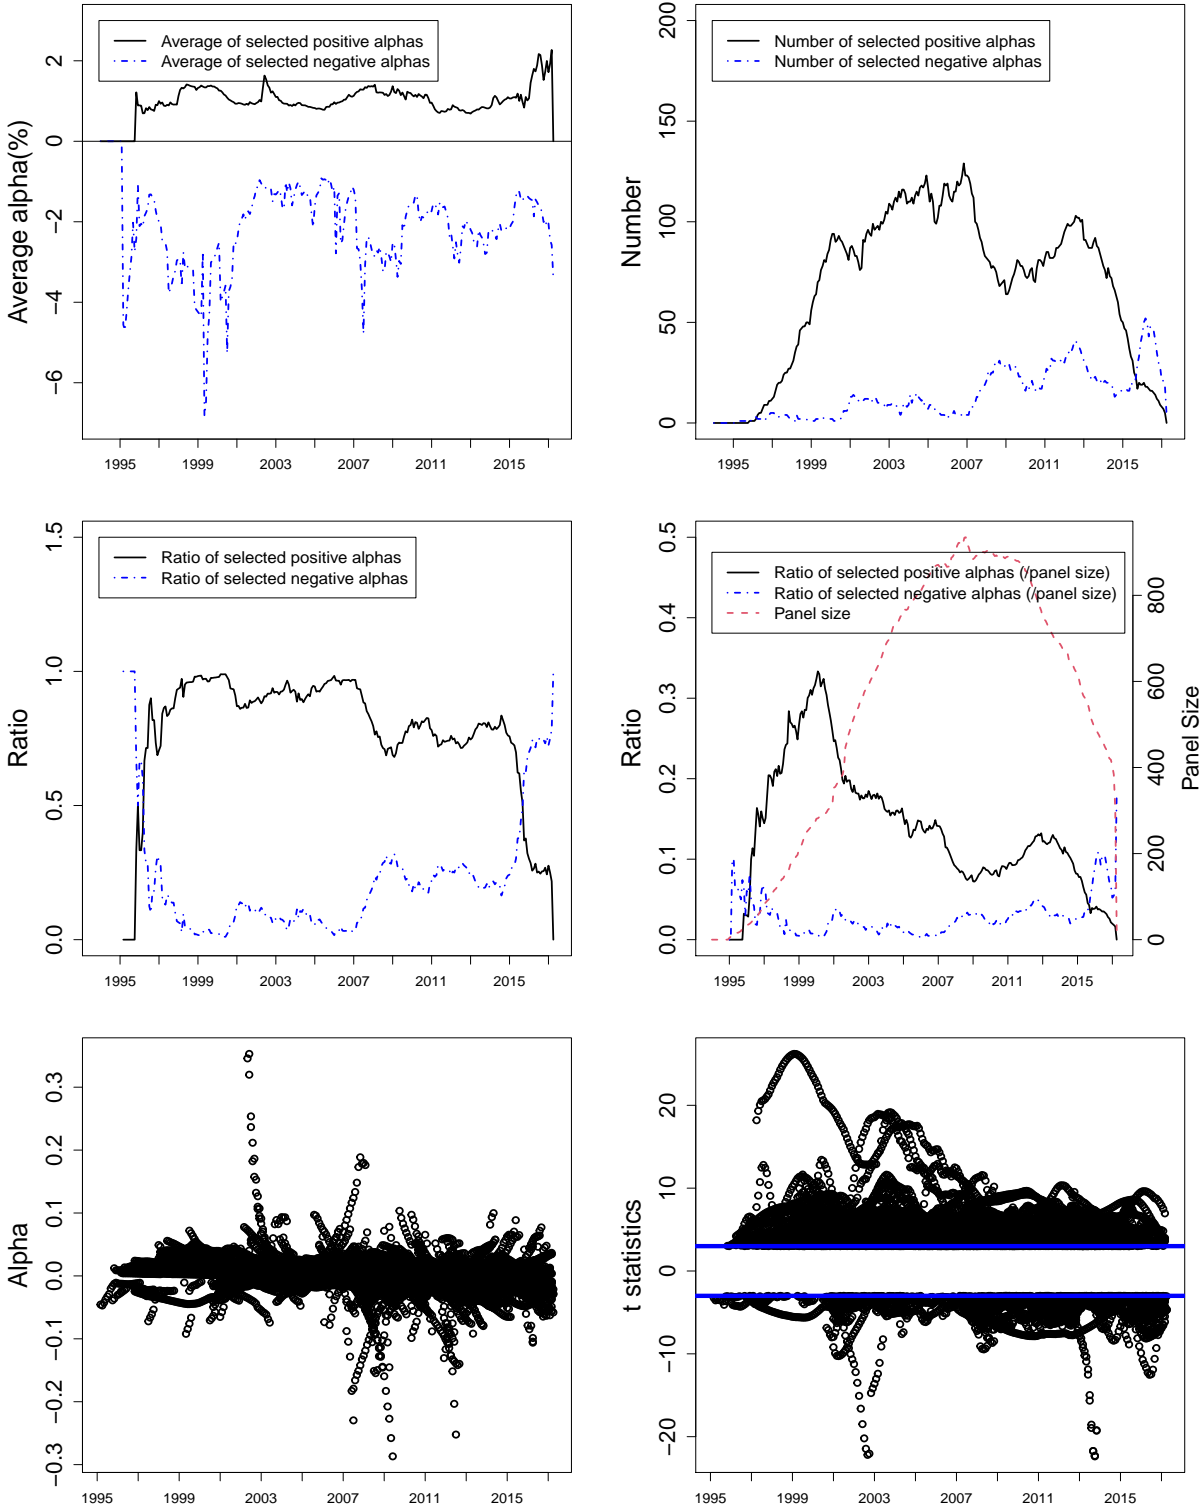 Average of selected positive alphas
Average of selected negative alphas
Average alpha(%)
2
0
−2
−4
−6
1995 1999 2003 2007 2011 2015
Number of selected positive alphas
Number of selected negative alphas
Number
200
150
100
50
0
1995 1999 2003 2007 2011 2015
Ratio of selected positive alphas
Ratio of selected negative alphas
Ratio
1.5
1.0
0.5
0.0
1995 1999 2003 2007 2011 2015
Ratio of selected positive alphas (/panel size)
Ratio of selected negative alphas (/panel size)
Panel size
Ratio
0.5
0.4
0.3
0.2
0.1
0.0
Panel Size
800
600
400
200
0
1995 1999 2003 2007 2011 2015
Alpha
0.3
0.2
0.1
0.0
−0.1
−0.2
−0.3
1995 1999 2003 2007 2011 2015
t statistics
20
10
0
−10
−20
1995 1999 2003 2007 2011 2015